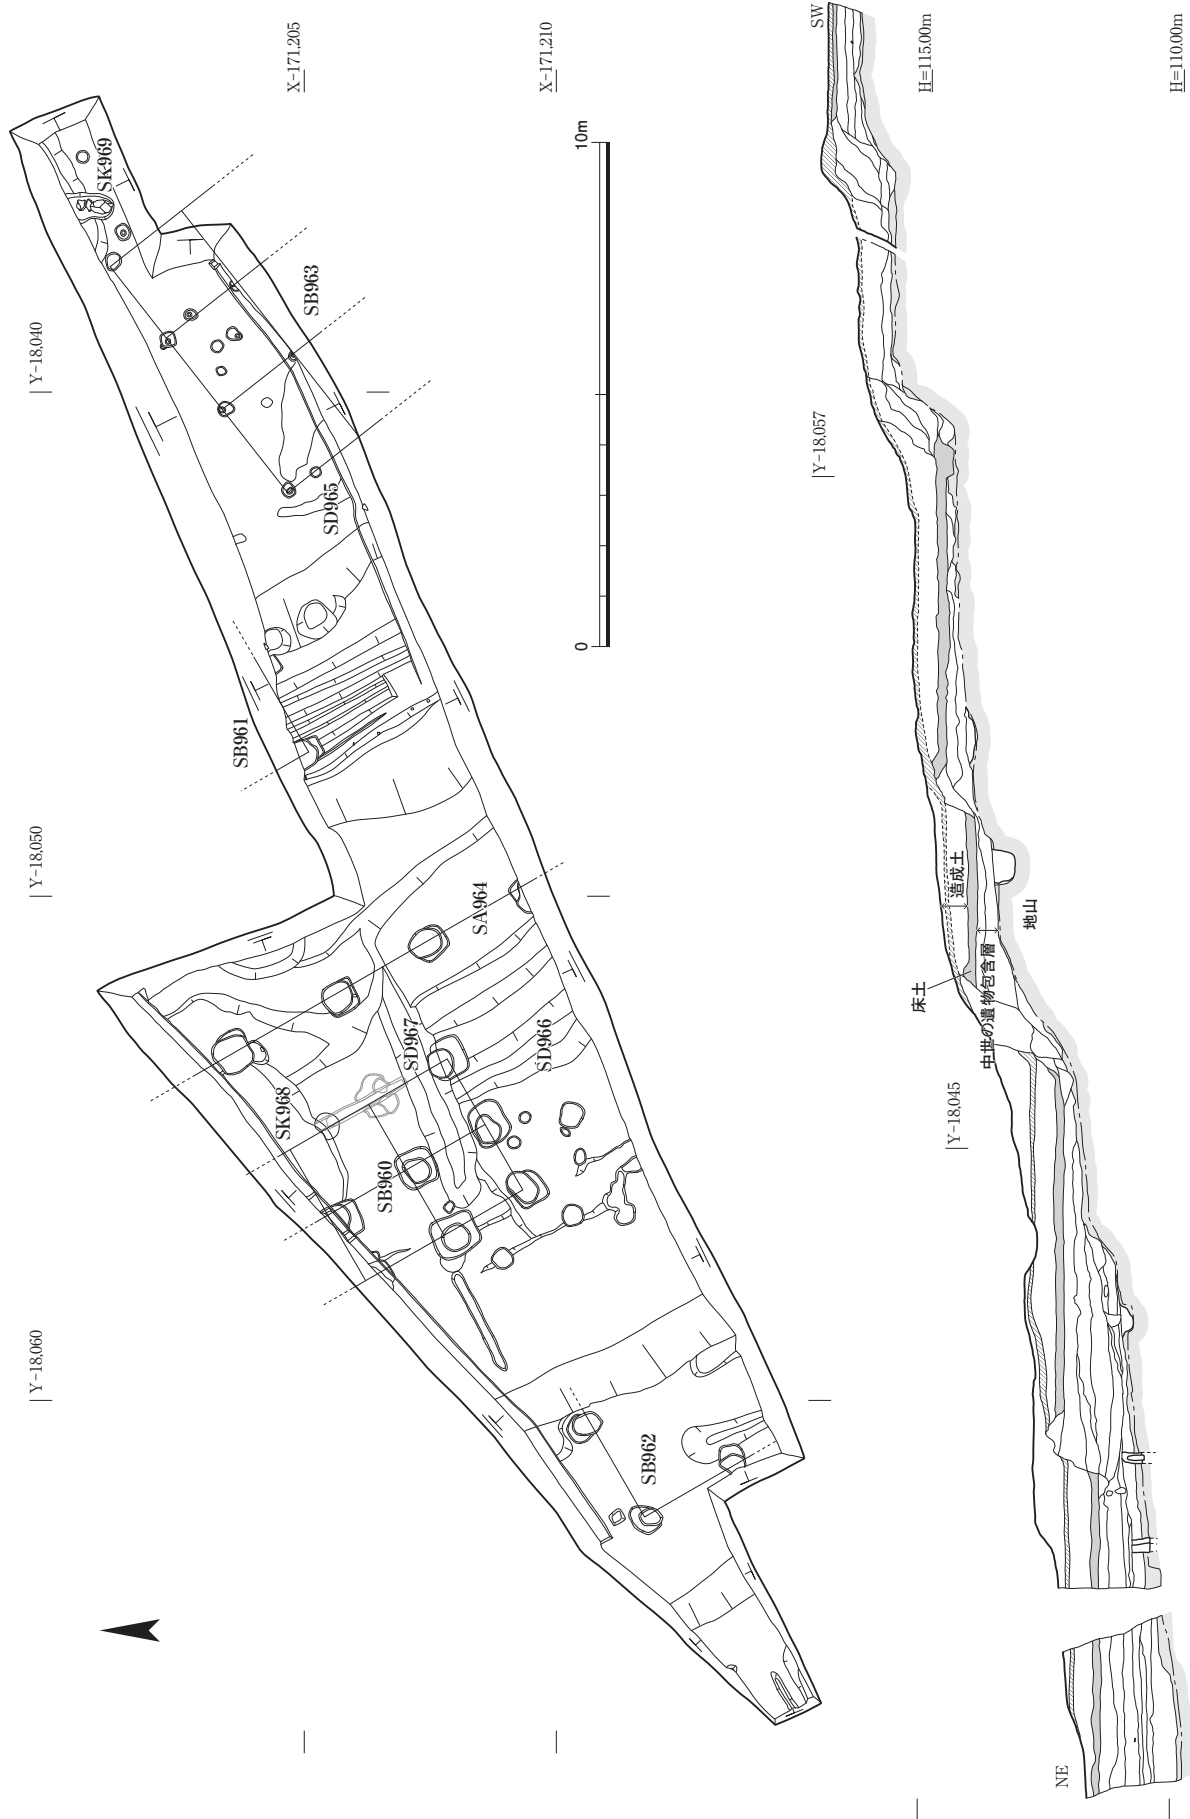 X-171,205
X-171,210
SW
H=115.00m
H=110.00m
10m
SK969
Y-18,040
SB963
SD965
Y-18,057
0
SB961
Y-18,050
SA964
造成土
地山
床土
中世の遺物包含層
SD967
SD966
SK968
Y-18,045
SB960
Y-18,060
SB962
NE